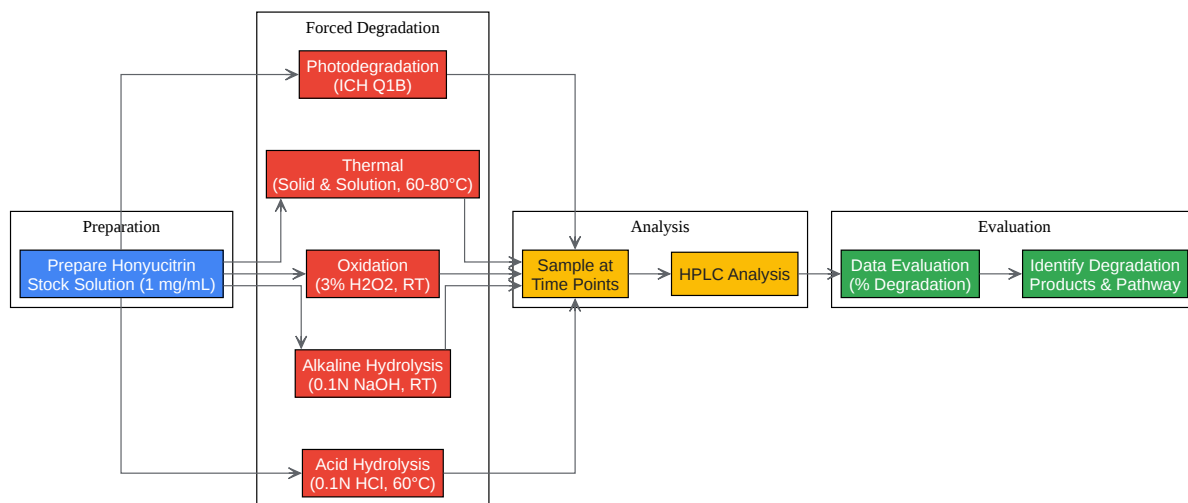 Forced Degradation
Photodegradation
(ICH Q1B)
Thermal
(Solid & Solution, 60-80°C)
Preparation
Prepare Honyucitrin
Stock Solution (1 mg/mL)
Oxidation
(3% H2O2, RT)
Alkaline Hydrolysis
(0.1N NaOH, RT)
Acid Hydrolysis
(0.1N HCl, 60°C)
Analysis
Sample at
Time Points
HPLC Analysis
Evaluation
Data Evaluation
(% Degradation)
Identify Degradation
Products & Pathway